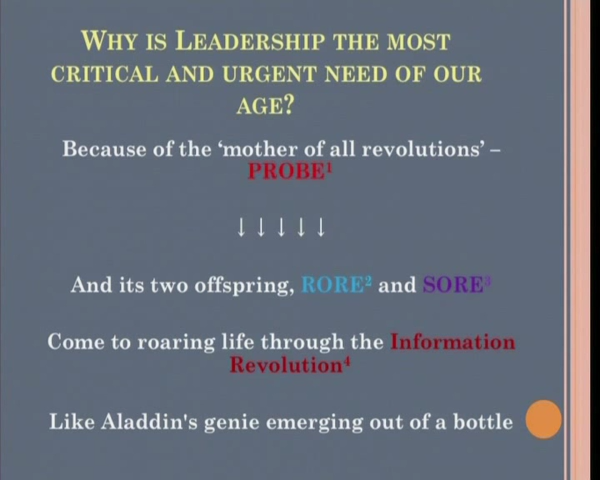 WHY IS LEADERSHIP THE MOST
CRITICAL AND URGENT NEED OF OUR
AGE?
Because of the ‘mother of all revolutions’ –
PROBE¹
↓ ↓ ↓ ↓ ↓
And its two offspring, RORE² and SORE³
Come to roaring life through the Information
Revolution⁴
Like Aladdin's genie emerging out of a bottle